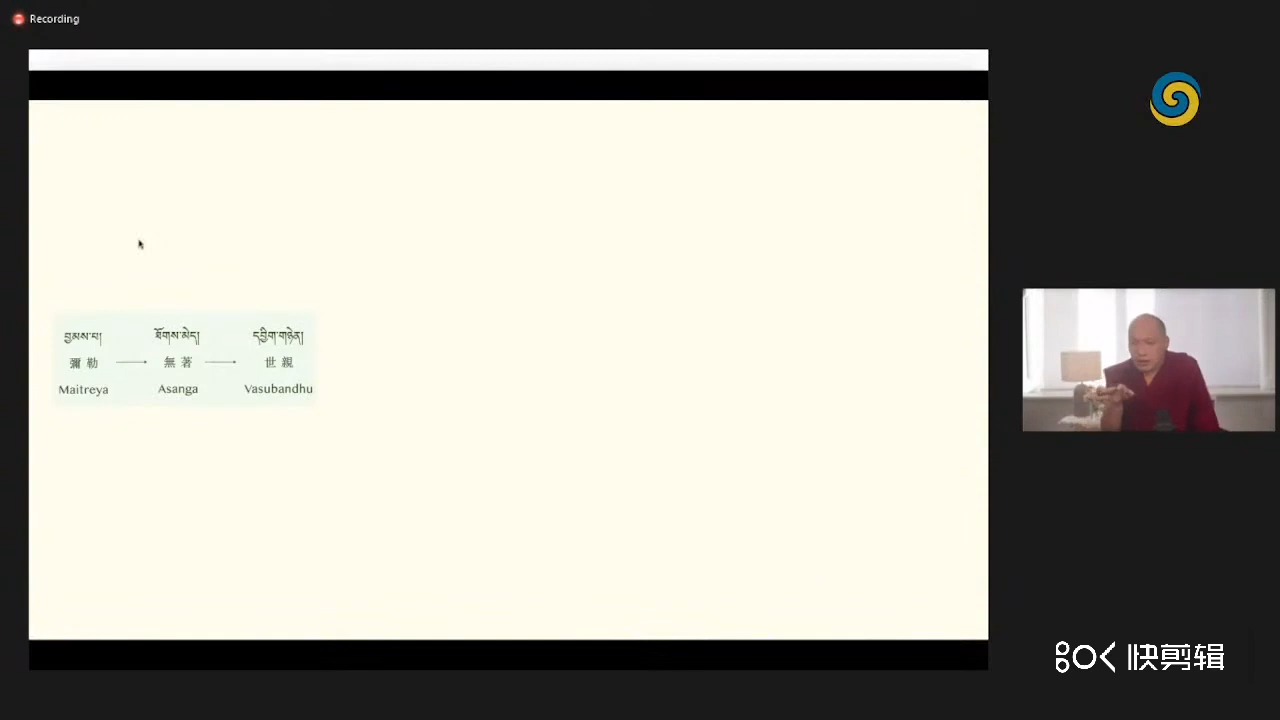 Recording
བྱམས་པ། ཐོགས་མེད། དབྱིག་གཉེན།
彌勒 → 無著 → 世親
Maitreya Asanga Vasubandhu
快剪辑